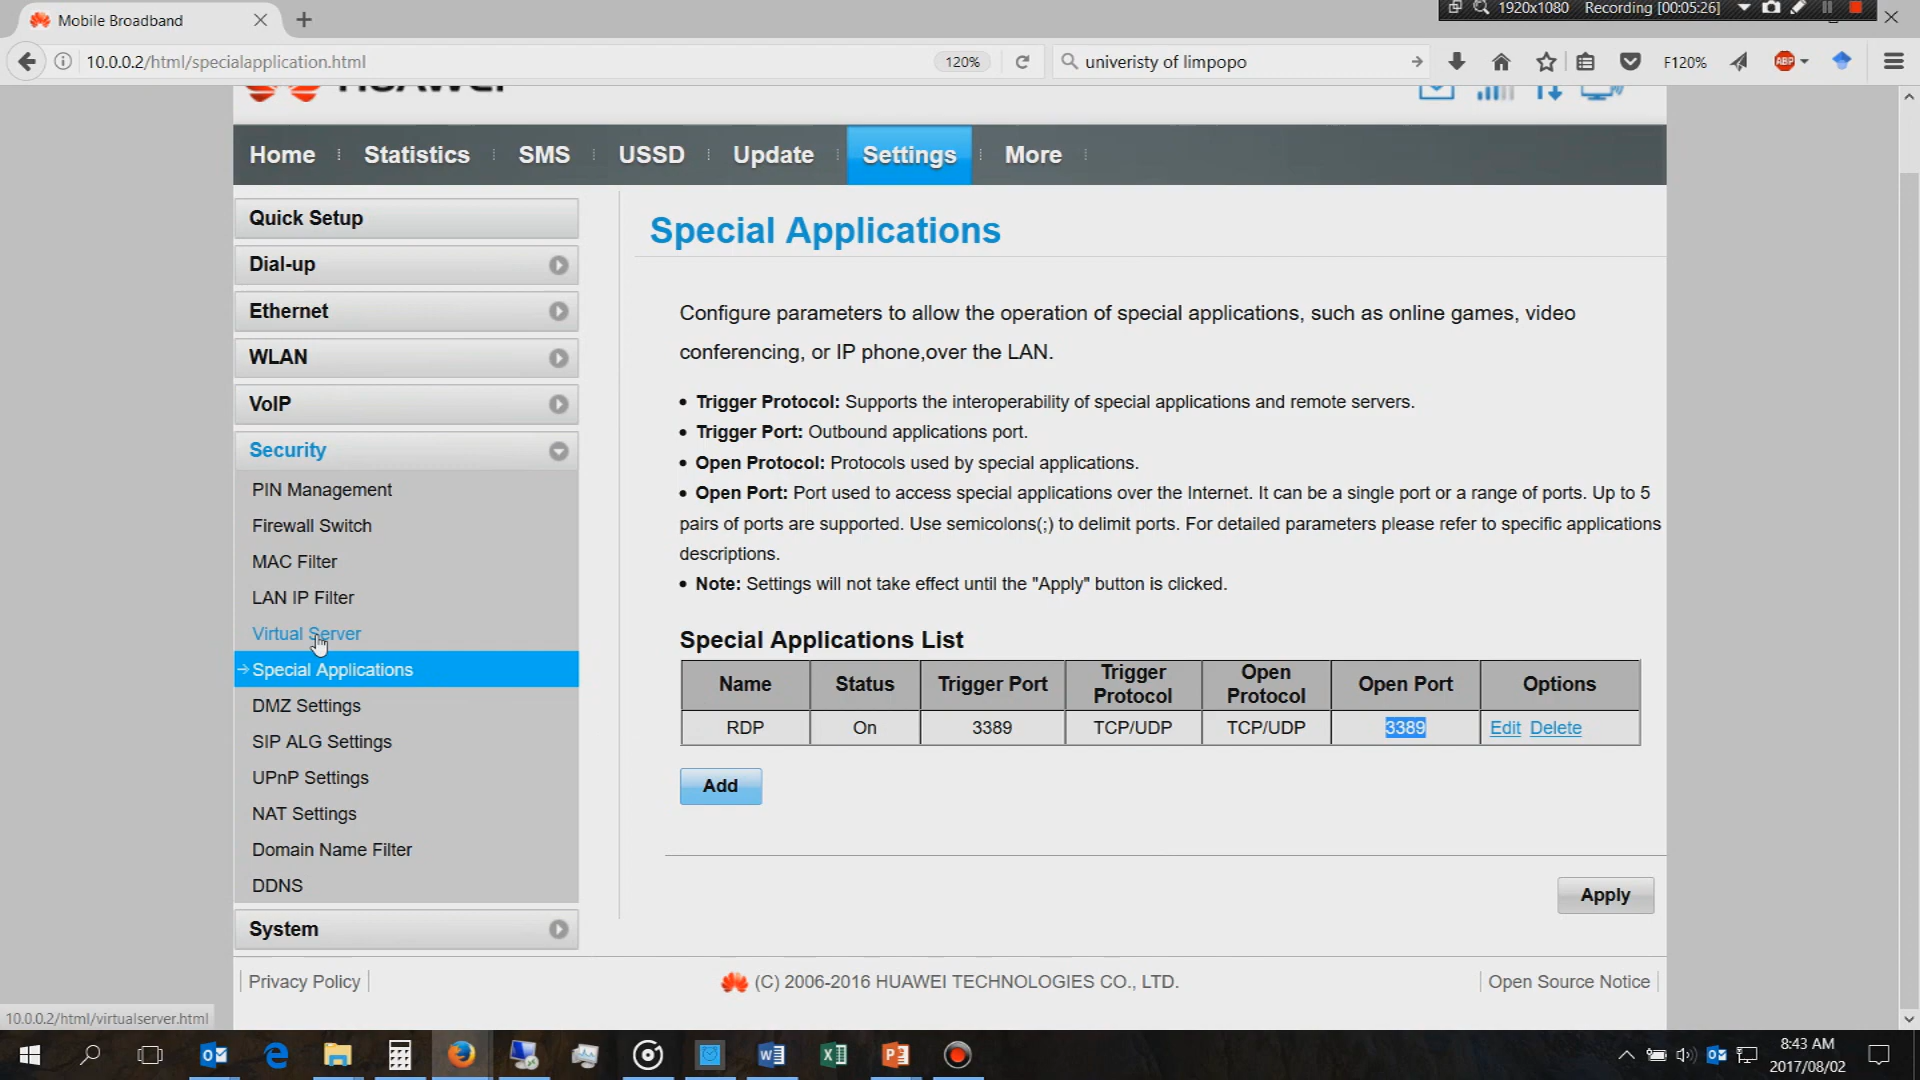 Mobile Broadband
1920x1080 Recording [00:05:26]
10.0.0.2/html/specialapplication.html
120%
univeristy of limpopo
F120%
ABP
HUAWEI
Home
Statistics
SMS
USSD
Update
Settings
More
Quick Setup
Dial-up
Ethernet
WLAN
VoIP
Security
PIN Management
Firewall Switch
MAC Filter
LAN IP Filter
Virtual Server
Special Applications
DMZ Settings
SIP ALG Settings
UPnP Settings
NAT Settings
Domain Name Filter
DDNS
System
Special Applications
Configure parameters to allow the operation of special applications, such as online games, video
conferencing, or IP phone,over the LAN.
• Trigger Protocol: Supports the interoperability of special applications and remote servers.
• Trigger Port: Outbound applications port.
• Open Protocol: Protocols used by special applications.
• Open Port: Port used to access special applications over the Internet. It can be a single port or a range of ports. Up to 5
pairs of ports are supported. Use semicolons(;) to delimit ports. For detailed parameters please refer to specific applications
descriptions.
• Note: Settings will not take effect until the "Apply" button is clicked.
Special Applications List
Name Status Trigger Port Trigger Protocol Open Protocol Open Port Options
RDP On 3389 TCP/UDP TCP/UDP 3389 Edit Delete
Add
Apply
Privacy Policy
(C) 2006-2016 HUAWEI TECHNOLOGIES CO., LTD.
Open Source Notice
10.0.0.2/html/virtualserver.html
8:43 AM
2017/08/02